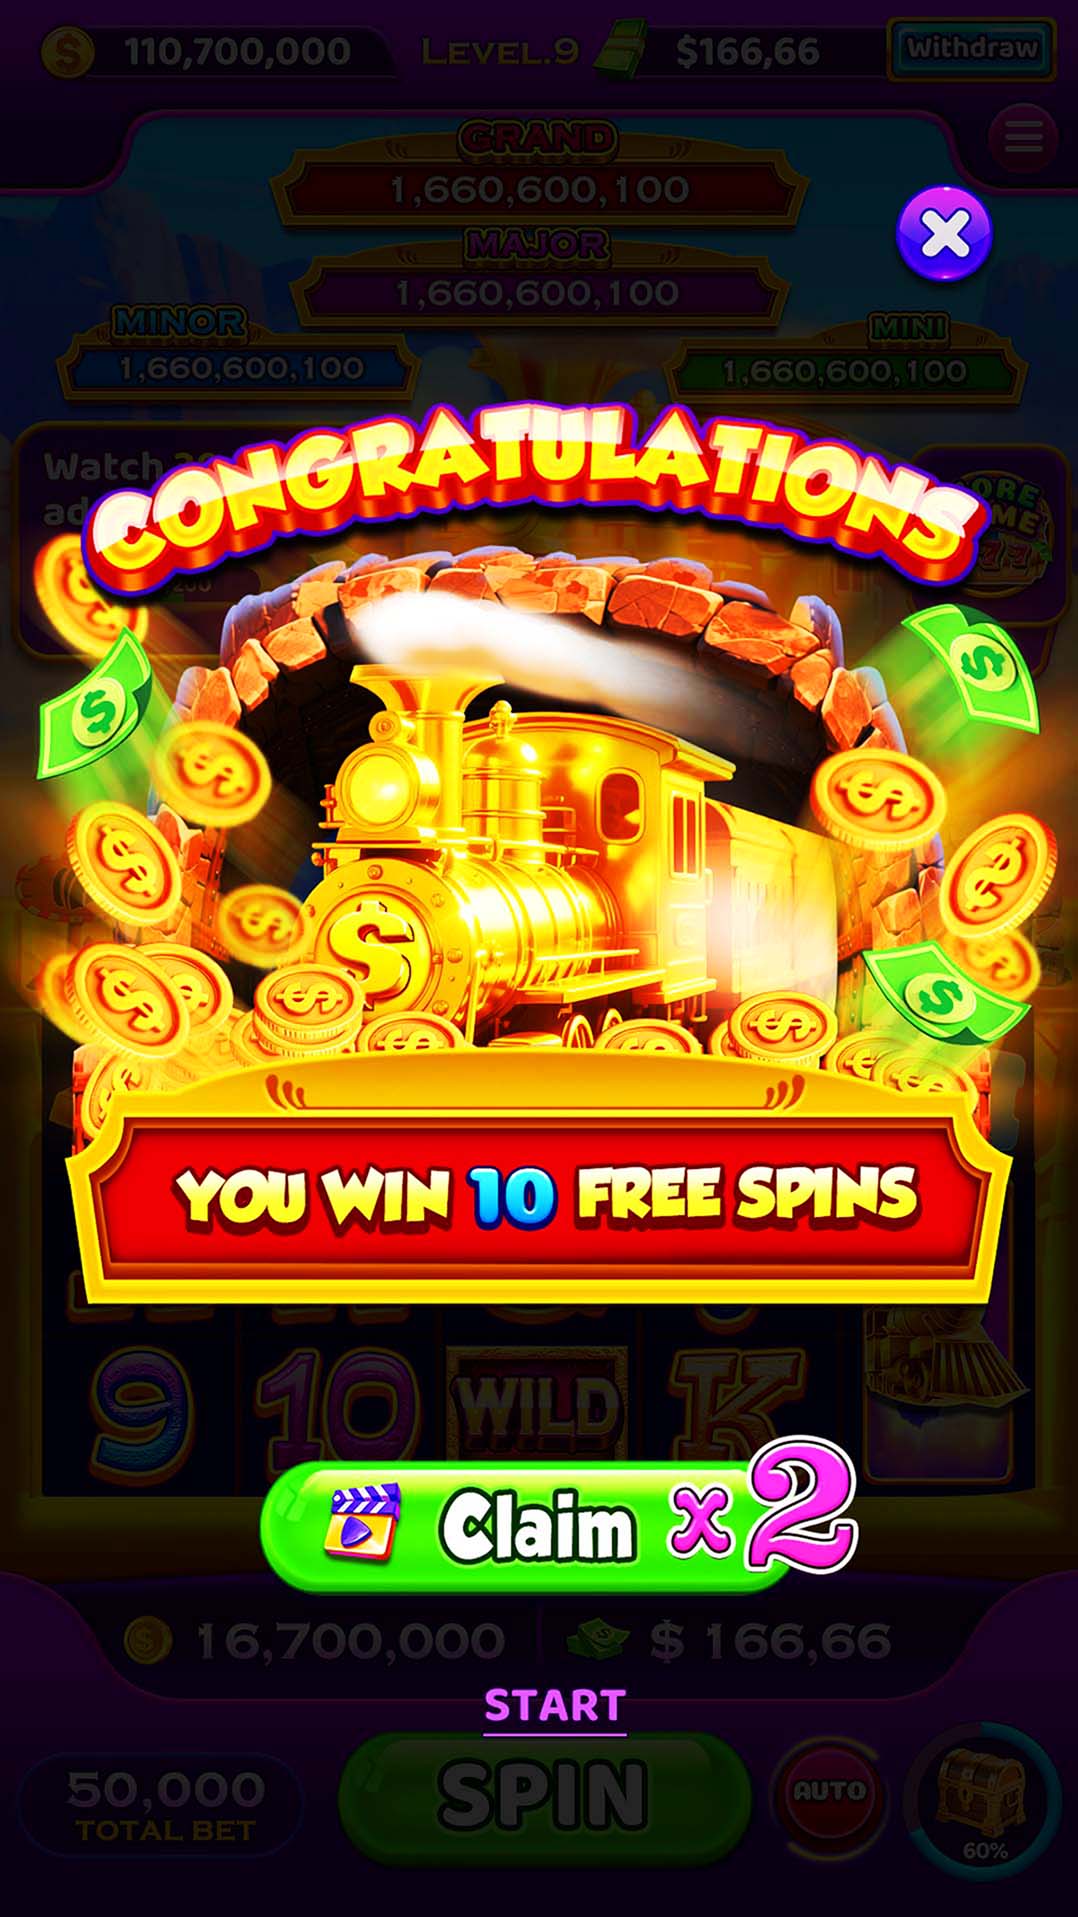 110,700,000
LEVEL.9
$166,66
Withdraw
GRAND
1,660,600,100
MAJOR
1,660,600,100
MINOR
1,660,600,100
MINI
1,660,600,100
Watch
CONGRATULATIONS
YOU WIN 10 FREE SPINS
9
10
WILD
K
Claim x2
16,700,000
$ 166,66
START
50,000
TOTAL BET
SPIN
AUTO
60%